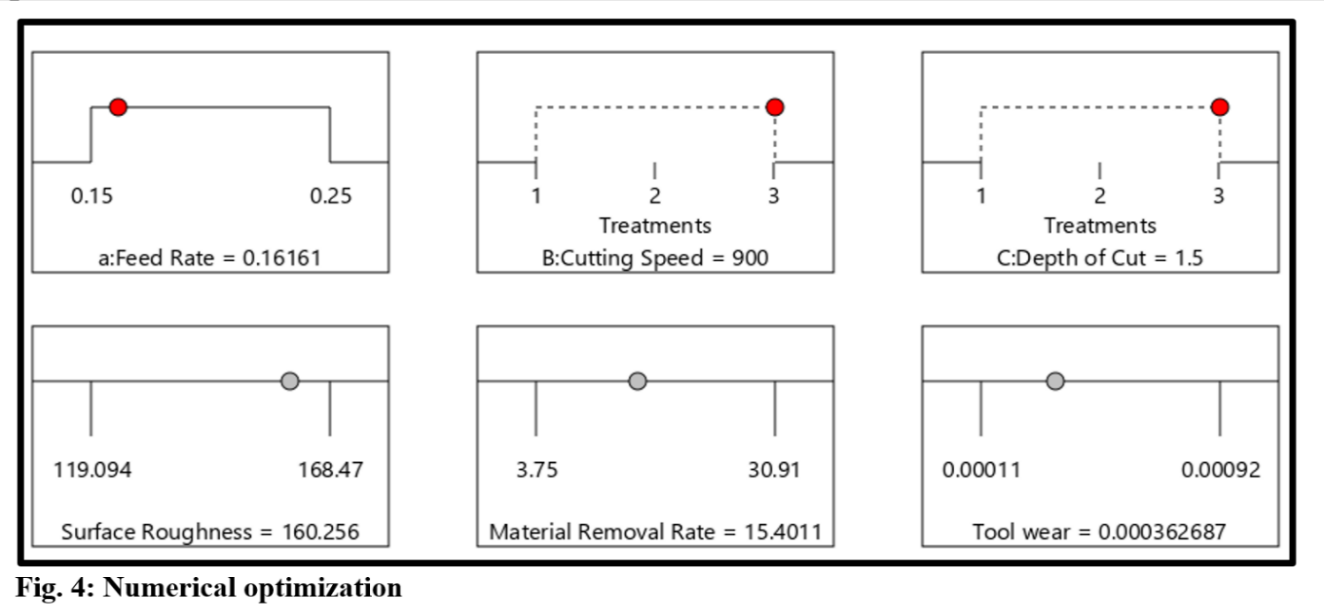 0.15 0.25
a:Feed Rate = 0.16161
1 2 3
Treatments
B:Cutting Speed = 900
1 2 3
Treatments
C:Depth of Cut = 1.5
119.094 168.47
Surface Roughness = 160.256
3.75 30.91
Material Removal Rate = 15.4011
0.00011 0.00092
Tool wear = 0.000362687
Fig. 4: Numerical optimization